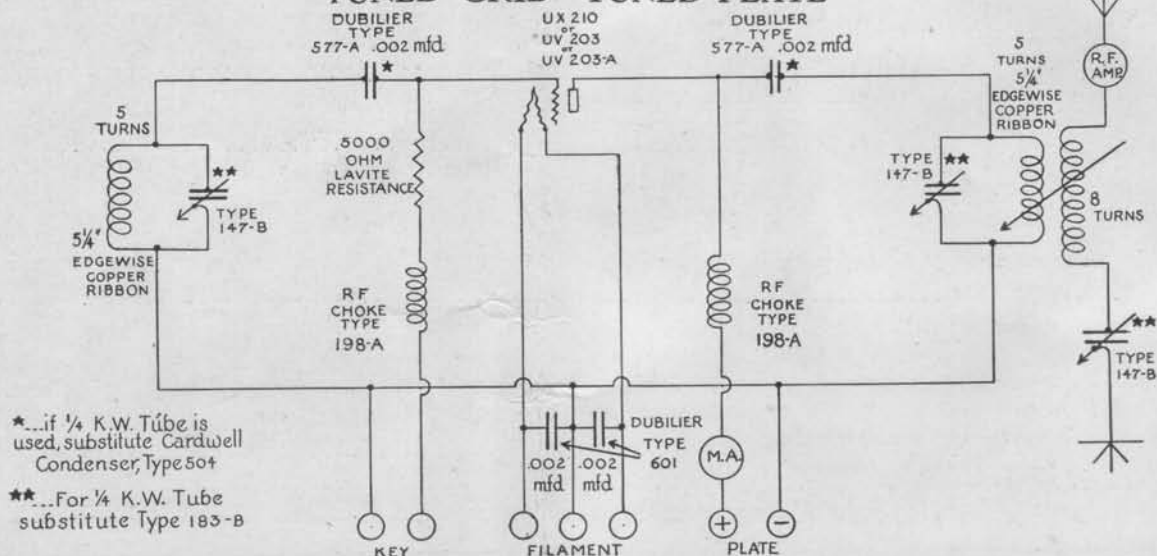 TUNED GRID - TUNED PLATE
DUBILIER
TYPE
577-A .002 mfd
*
UX 210
or
UV 203
or
UV 203-A
DUBILIER
TYPE
577-A .002 mfd
*
R.F.
AMP.
5
TURNS
5¼"
EDGEWISE
COPPER
RIBBON
5
TURNS
5¼"
EDGEWISE
COPPER
RIBBON
**
TYPE
147-B
5000
OHM
LAVITE
RESISTANCE
TYPE **
147-B
8
TURNS
RF
CHOKE
TYPE
198-A
RF
CHOKE
TYPE
198-A
**
TYPE
147-B
*...if ¼ K.W. Tube is
used, substitute Cardwell
Condenser, Type 504
**...For ¼ K.W. Tube
substitute Type 183-B
.002
mfd
.002
mfd
DUBILIER
TYPE
601
M.A.
+
−
KEY
FILAMENT
PLATE